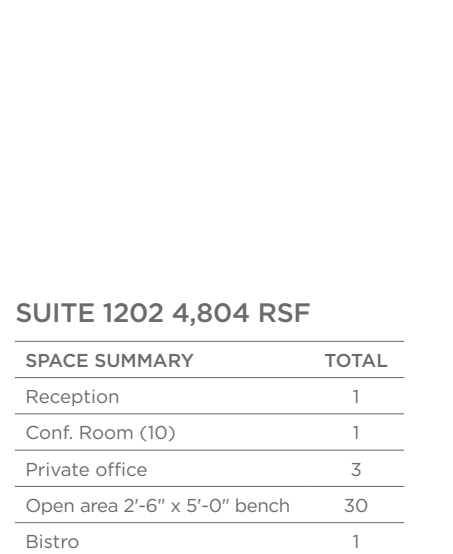 SUITE 1202 4,804 RSF
SPACE SUMMARY TOTAL
Reception 1
Conf. Room (10) 1
Private office 3
Open area 2'-6" x 5'-0" bench 30
Bistro 1